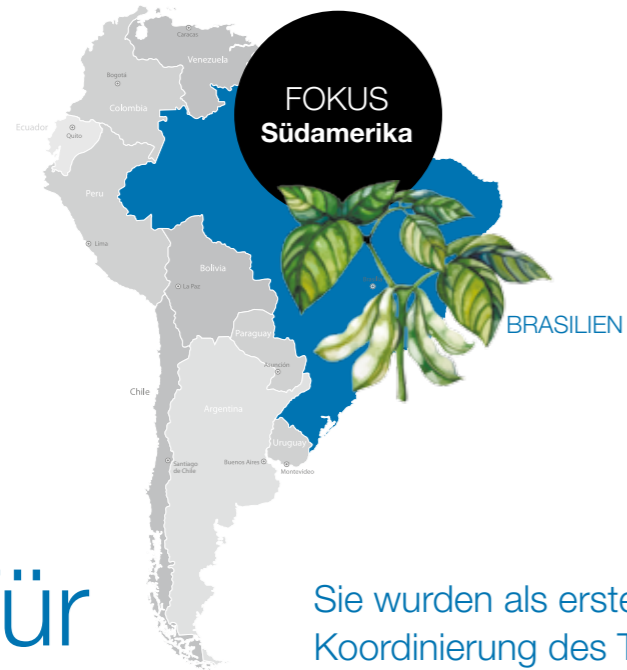 Caracas
Venezuela
FOKUS
Südamerika
Bogotá
Colombia
Ecuador
Quito
Peru
Lima
Bolivia
La Paz
BRASILIEN
Paraguay
Asunción
Chile
Argentina
Uruguay
Santiago
de Chile
Buenos Aires
Montevideo
ür
Sie wurden als erste
Koordinierung des T